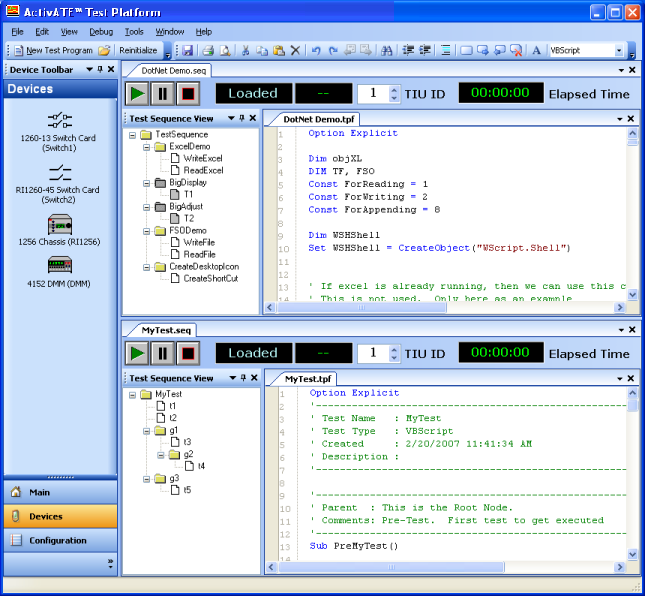 ActivATE™ Test Platform
File Edit View Debug Tools Window Help
New Test Program Reinitialize A VBScript
Device Toolbar
Devices
1260-13 Switch Card
(Switch1)
RI1260-45 Switch Card
(Switch2)
1256 Chassis (RI1256)
4152 DMM (DMM)
Main
Devices
Configuration
DotNet Demo.seq
Loaded -- 1 TIU ID 00:00:00 Elapsed Time
Test Sequence View
TestSequence
ExcelDemo
WriteExcel
ReadExcel
BigDisplay
T1
BigAdjust
T2
FSODemo
WriteFile
ReadFile
CreateDesktopIcon
CreateShortCut
DotNet Demo.tpf
1 Option Explicit
2
3 Dim objXL
4 DIM TF, FSO
5 Const ForReading = 1
6 Const ForWriting = 2
7 Const ForAppending = 8
8
9 Dim WSHShell
10 Set WSHShell = CreateObject("WScript.Shell")
11
12
13 ' If excel is already running, then we can use this c
14 ' This is not used. Only here as an example
MyTest.seq
Loaded -- 1 TIU ID 00:00:00 Elapsed Time
Test Sequence View
MyTest
t1
t2
g1
t3
g2
t4
g3
t5
MyTest.tpf
1 Option Explicit
2 '--------------------------------------------------
3 ' Test Name : MyTest
4 ' Test Type : VBScript
5 ' Created : 2/20/2007 11:41:34 AM
6 ' Description :
7 '--------------------------------------------------
8
9 '--------------------------------------------------
10 ' Parent : This is the Root Node.
11 ' Comments: Pre-Test. First test to get executed
12 '--------------------------------------------------
13 Sub PreMyTest()
14